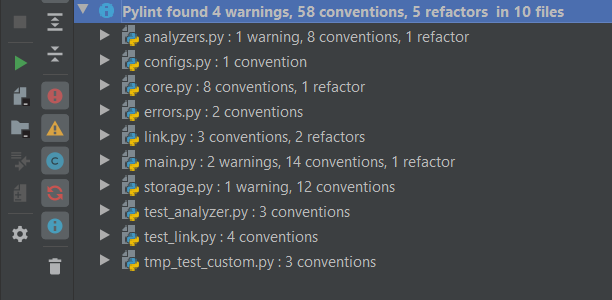 Pylint found 4 warnings, 58 conventions, 5 refactors in 10 files
analyzers.py : 1 warning, 8 conventions, 1 refactor
configs.py : 1 convention
core.py : 8 conventions, 1 refactor
errors.py : 2 conventions
link.py : 3 conventions, 2 refactors
main.py : 2 warnings, 14 conventions, 1 refactor
storage.py : 1 warning, 12 conventions
test_analyzer.py : 3 conventions
test_link.py : 4 conventions
tmp_test_custom.py : 3 conventions